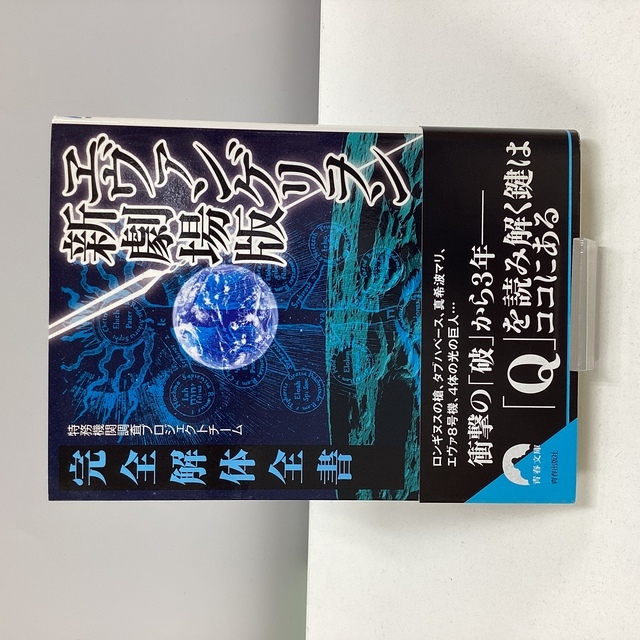 エヴァンゲリヲン
新劇場版
特務機関調査プロジェクトチーム
完全解体全書
ロンギヌスの槍、タブハベース、真希波マリ、
エヴァ8号機、4体の光の巨人…
衝撃の「破」から3年――
「Q」を読み解く鍵は
ココにある
青春文庫
青春出版社